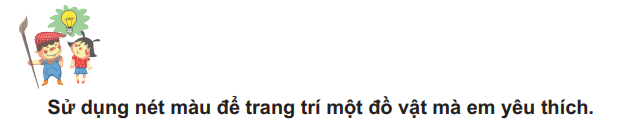 Sử dụng nét màu để trang trí một đồ vật mà em yêu thích.